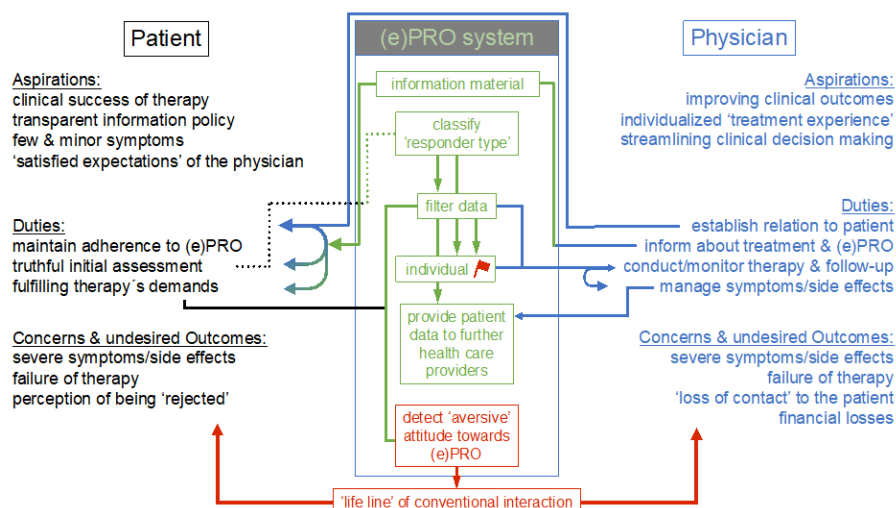 Patient
(e)PRO system
Physician
Aspirations:
clinical success of therapy
transparent information policy
few & minor symptoms
‘satisfied expectations’ of the physician
Duties:
maintain adherence to (e)PRO
truthful initial assessment
fulfilling therapy´s demands
Concerns & undesired Outcomes:
severe symptoms/side effects
failure of therapy
perception of being ‘rejected’
information material
classify
‘responder type’
filter data
individual
provide patient
data to further
health care
providers
detect ‘aversive’
attitude towards
(e)PRO
‘life line’ of conventional interaction
Aspirations:
improving clinical outcomes
individualized ‘treatment experience’
streamlining clinical decision making
Duties:
establish relation to patient
inform about treatment & (e)PRO
conduct/monitor therapy & follow-up
manage symptoms/side effects
Concerns & undesired Outcomes:
severe symptoms/side effects
failure of therapy
‘loss of contact’ to the patient
financial losses